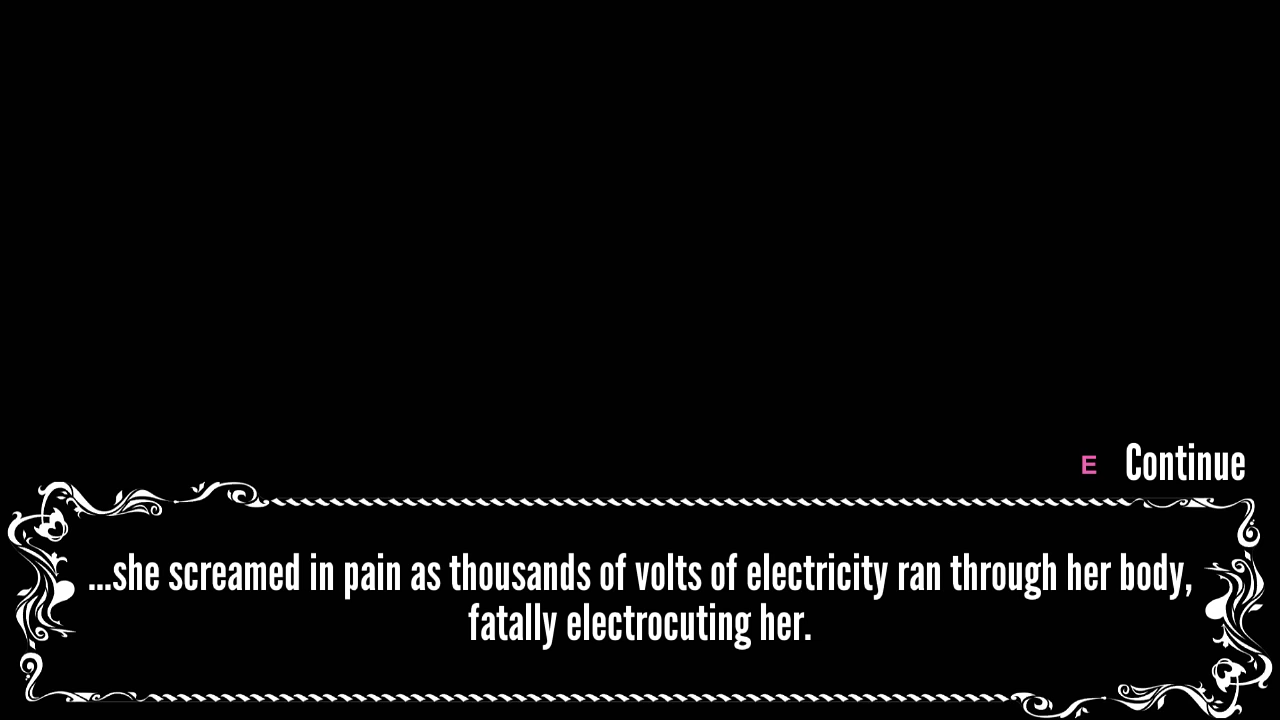 E Continue
...she screamed in pain as thousands of volts of electricity ran through her body,
fatally electrocuting her.